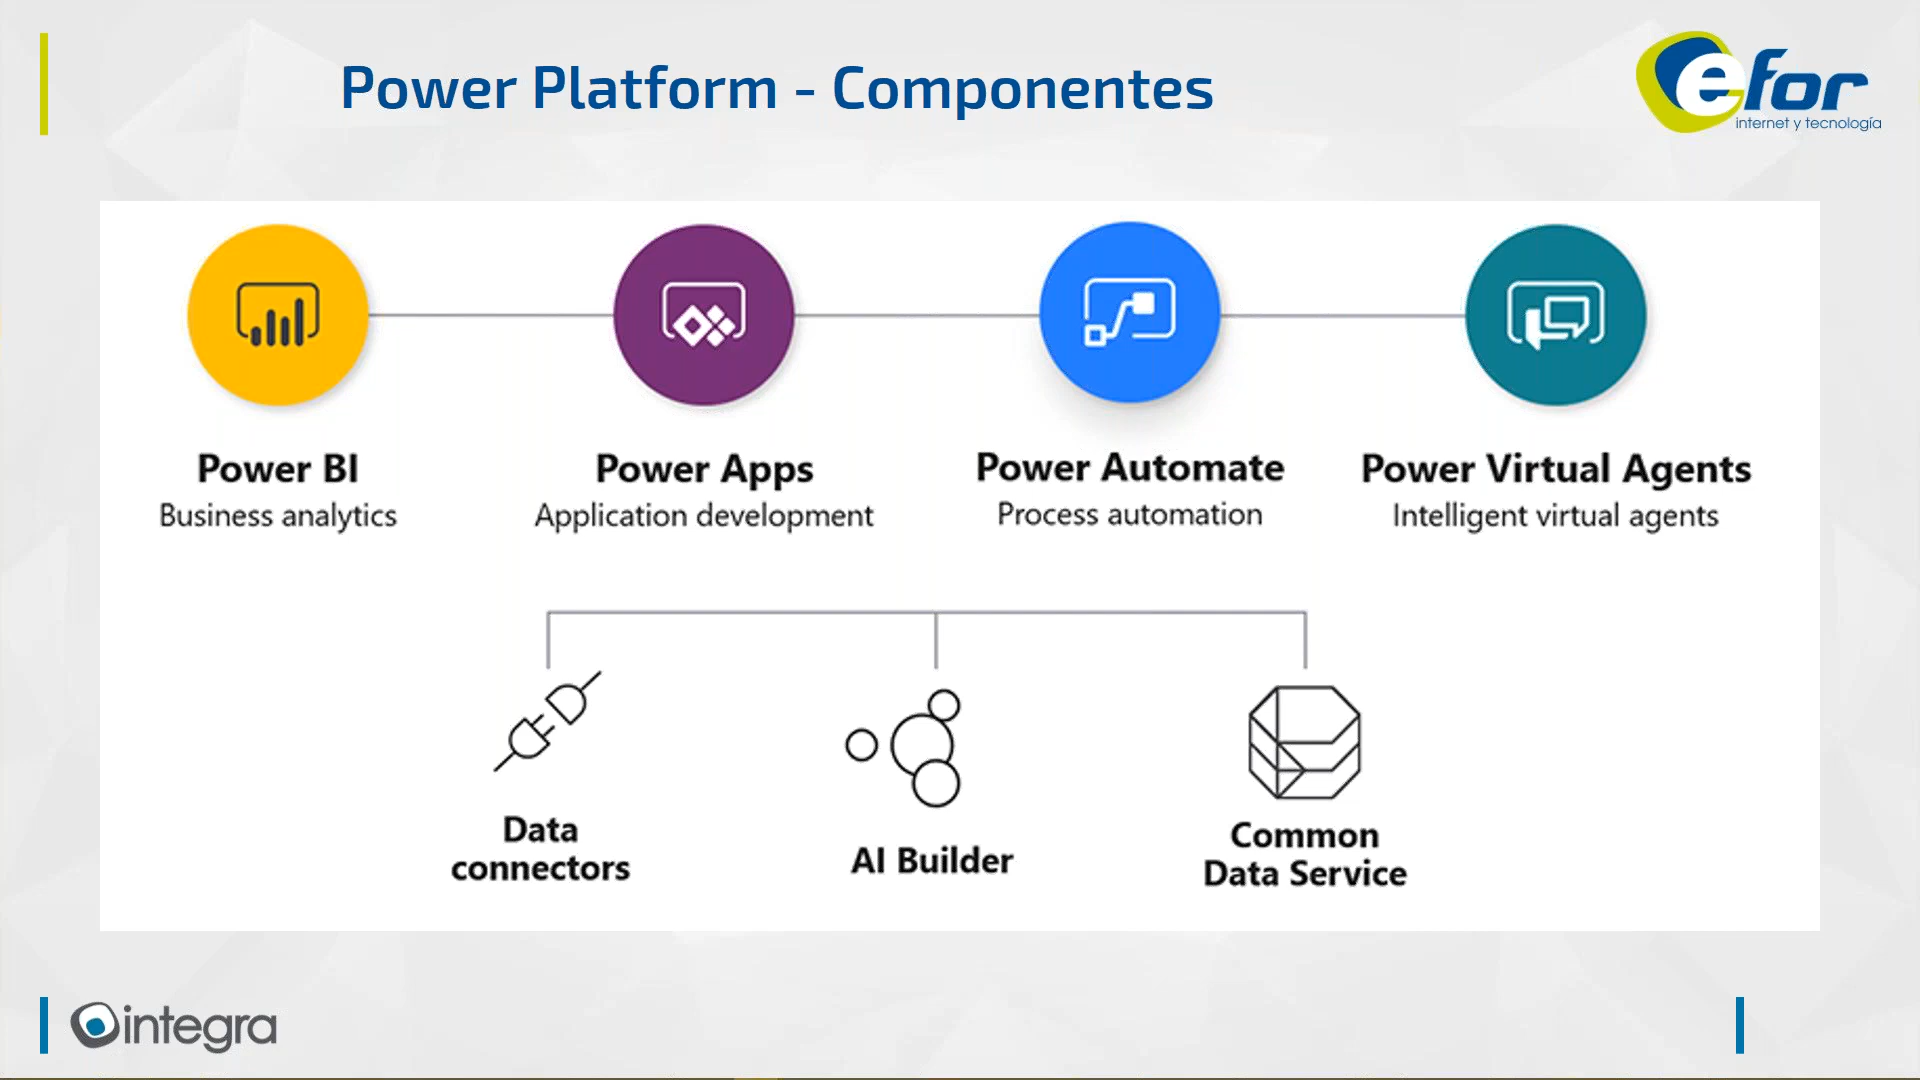 Power Platform - Componentes
efor
internet y tecnología
Power BI
Business analytics
Power Apps
Application development
Power Automate
Process automation
Power Virtual Agents
Intelligent virtual agents
Data
connectors
AI Builder
Common
Data Service
integra